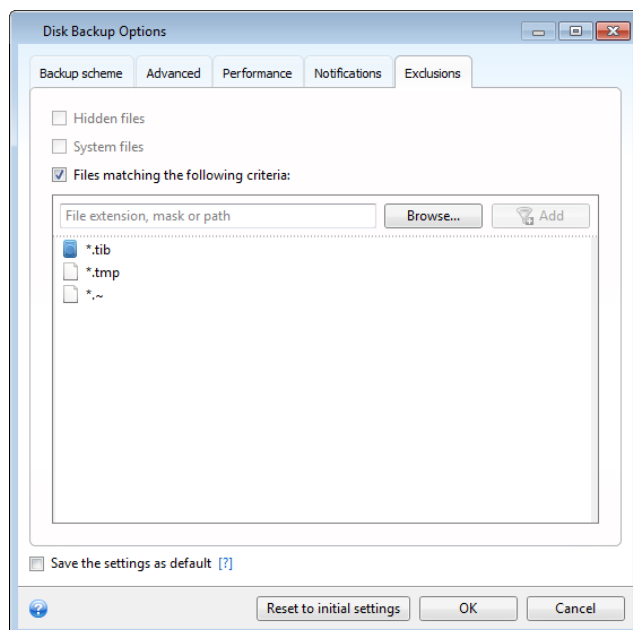 Disk Backup Options
Backup scheme Advanced Performance Notifications Exclusions
Hidden files
System files
Files matching the following criteria:
File extension, mask or path Browse... Add
*.tib
*.tmp
*.~
Save the settings as default [?]
Reset to initial settings OK Cancel